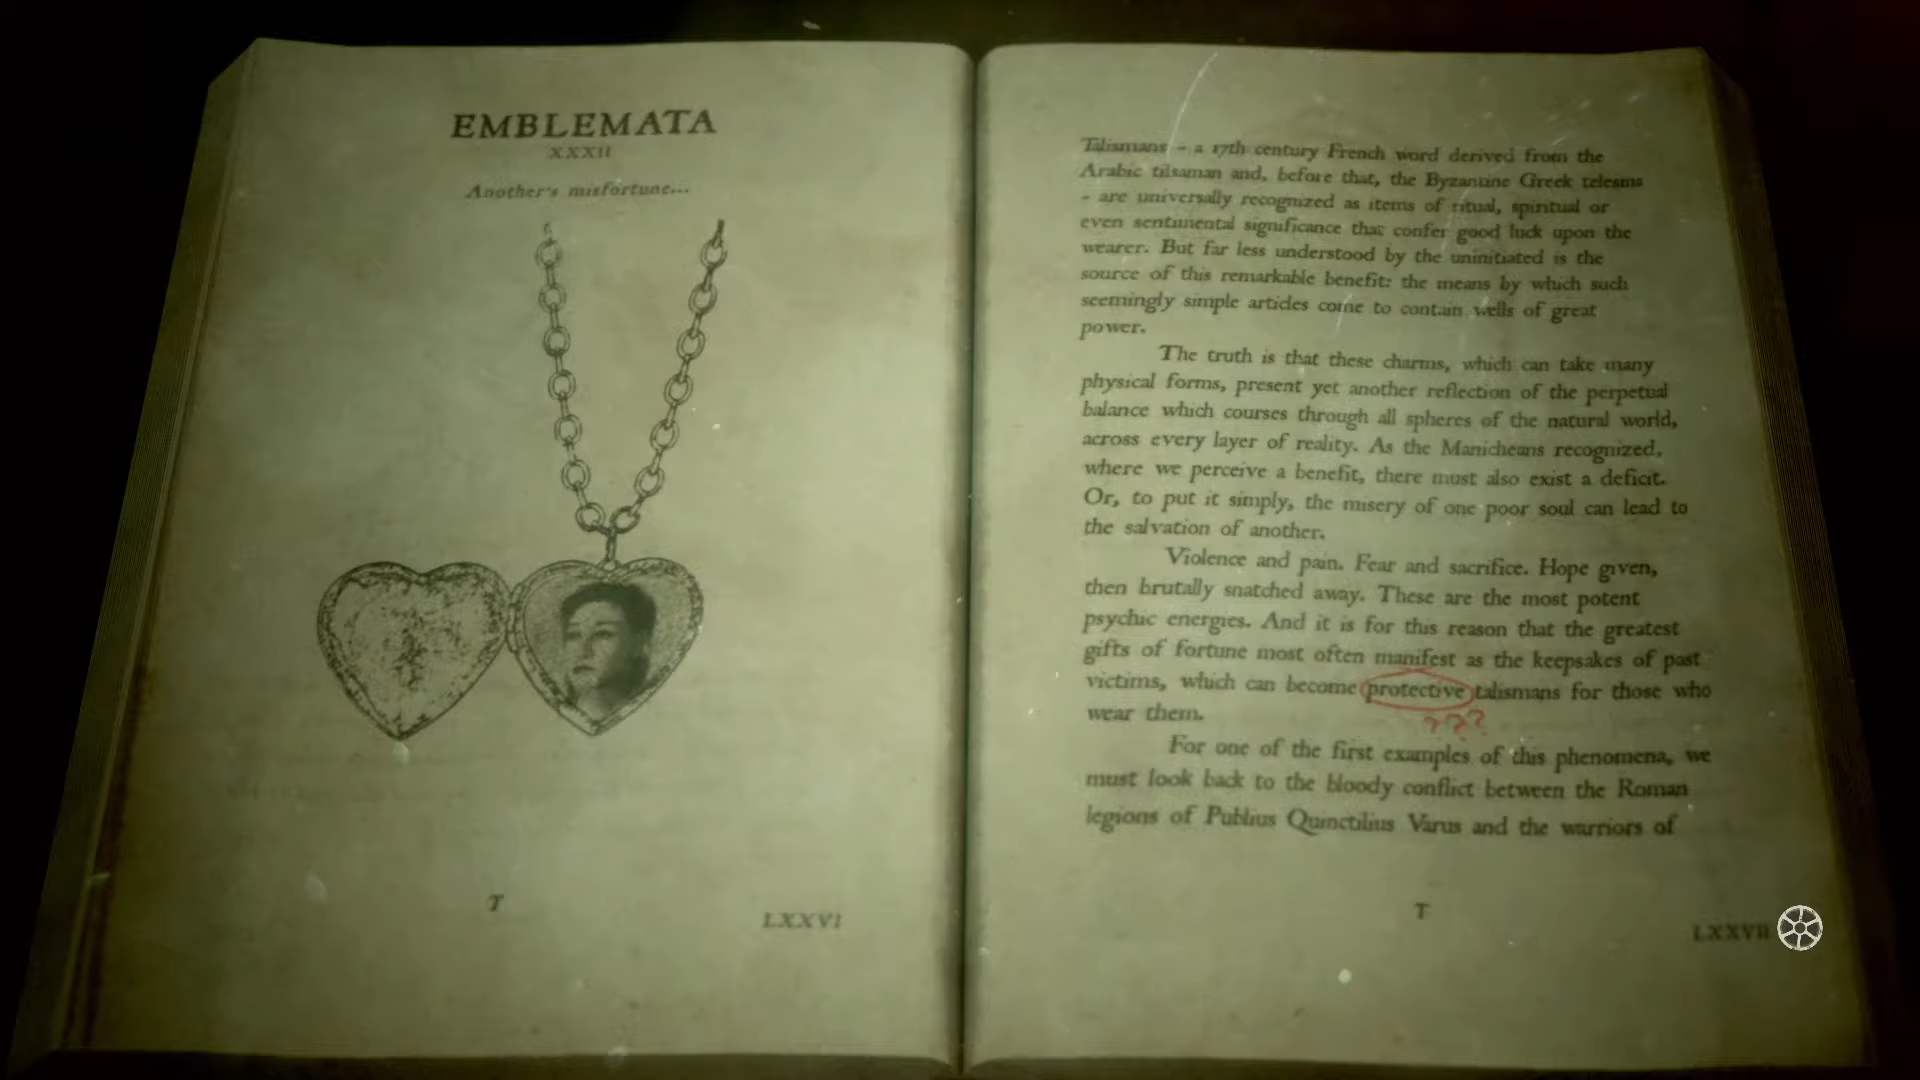 EMBLEMATA
XXXII
Another's misfortune...
T
LXXVI
Talismans - a 17th century French word derived from the
Arabic tilsaman and, before that, the Byzantine Greek telesma
- are universally recognized as items of ritual, spiritual or
even sentimental significance that confer good luck upon the
wearer. But far less understood by the uninitiated is the
source of this remarkable benefit: the means by which such
seemingly simple articles come to contain wells of great
power.
The truth is that these charms, which can take many
physical forms, present yet another reflection of the perpetual
balance which courses through all spheres of the natural world,
across every layer of reality. As the Manicheans recognized,
where we perceive a benefit, there must also exist a deficit.
Or, to put it simply, the misery of one poor soul can lead to
the salvation of another.
Violence and pain. Fear and sacrifice. Hope given,
then brutally snatched away. These are the most potent
psychic energies. And it is for this reason that the greatest
gifts of fortune most often manifest as the keepsakes of past
victims, which can become protective talismans for those who
???
wear them.
For one of the first examples of this phenomena, we
must look back to the bloody conflict between the Roman
legions of Publius Quinctilius Varus and the warriors of
T
LXXVII